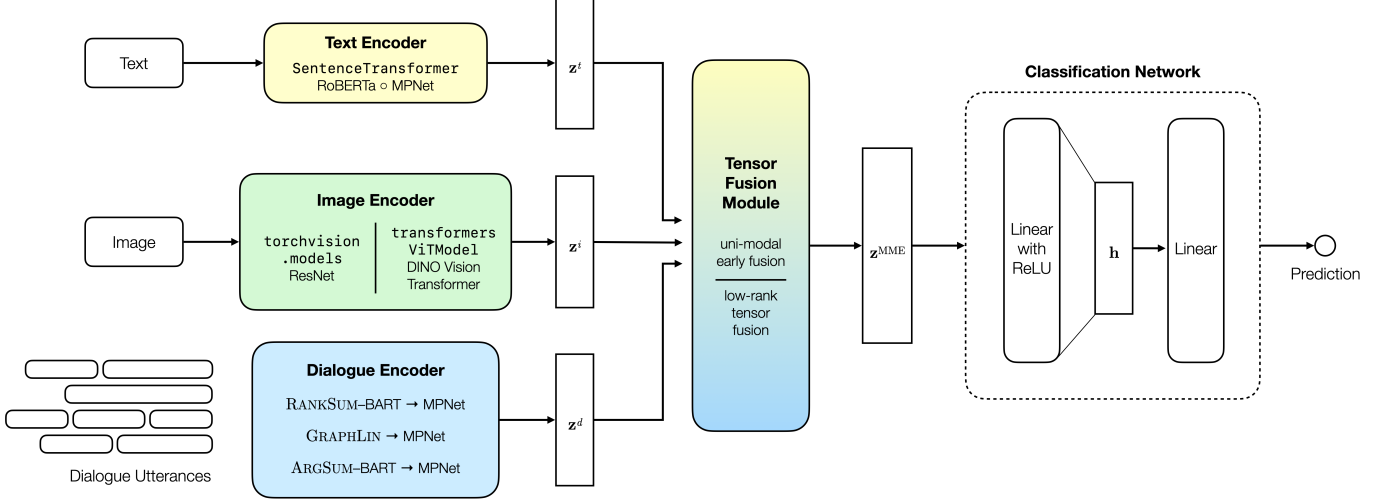 Text
Text Encoder
SentenceTransformer
RoBERTa ○ MPNet
z^t
Image
Image Encoder
torchvision
.models
ResNet
transformers
ViTModel
DINO Vision
Transformer
z^i
Dialogue Utterances
Dialogue Encoder
RANKSUM–BART → MPNet
GRAPHLIN → MPNet
ARGSUM–BART → MPNet
z^d
Tensor
Fusion
Module
uni-modal
early fusion
low-rank
tensor
fusion
z^MME
Classification Network
Linear
with
ReLU
h
Linear
Prediction